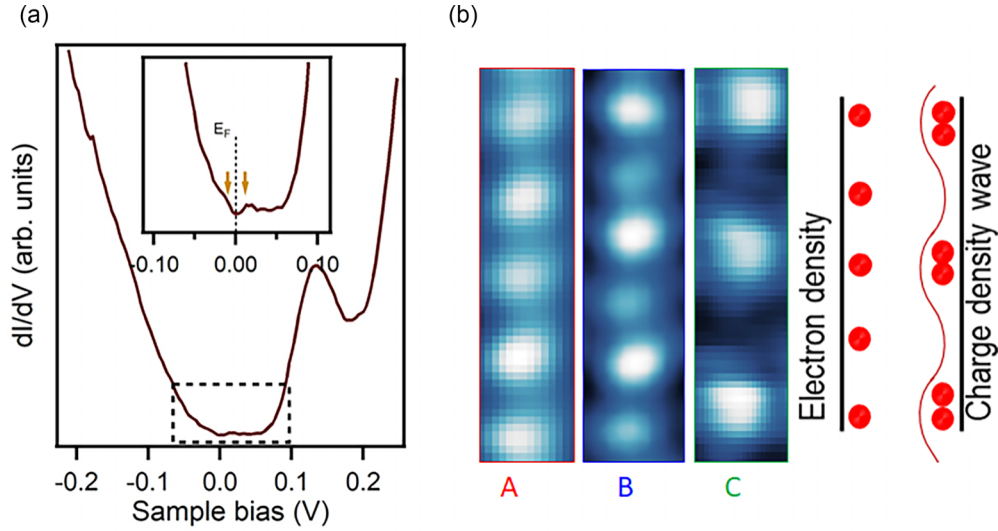 (a)
(b)
dI/dV (arb. units)
E_F
-0.10
0.00
0.10
-0.2
-0.1
0.0
0.1
0.2
Sample bias (V)
A
B
C
Electron density
Charge density wave